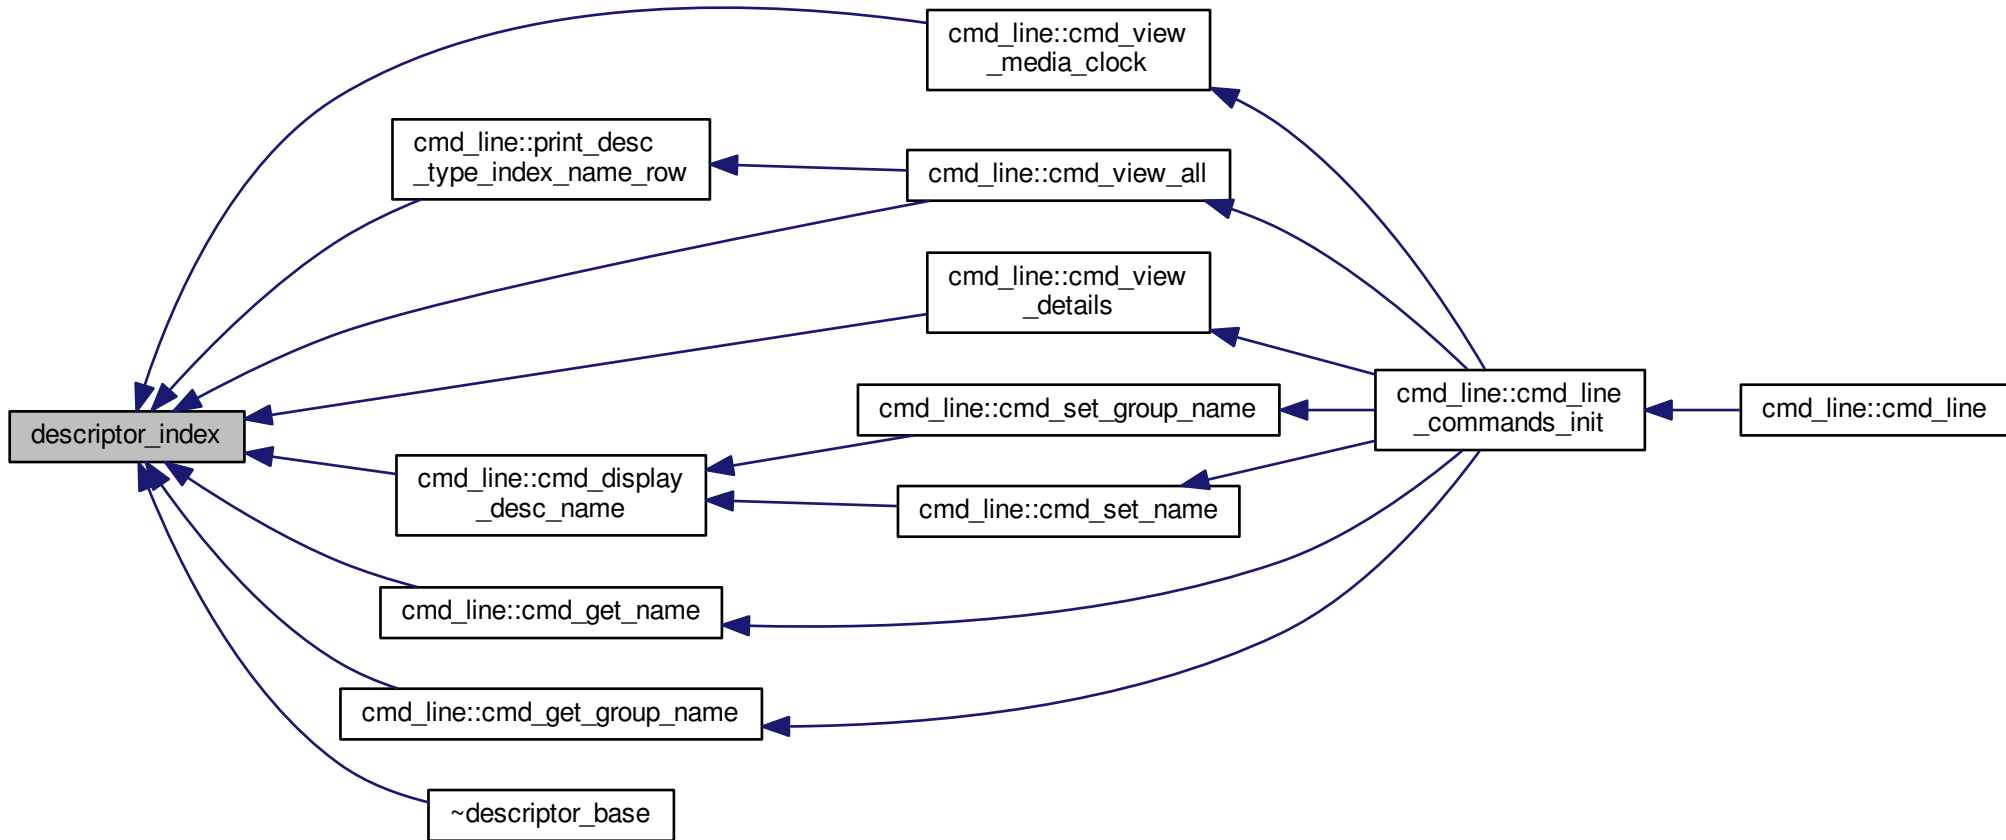 cmd_line::cmd_view
_media_clock
cmd_line::print_desc
_type_index_name_row
cmd_line::cmd_view_all
cmd_line::cmd_view
_details
cmd_line::cmd_set_group_name
cmd_line::cmd_line
_commands_init
cmd_line::cmd_line
descriptor_index
cmd_line::cmd_display
_desc_name
cmd_line::cmd_set_name
cmd_line::cmd_get_name
cmd_line::cmd_get_group_name
~descriptor_base